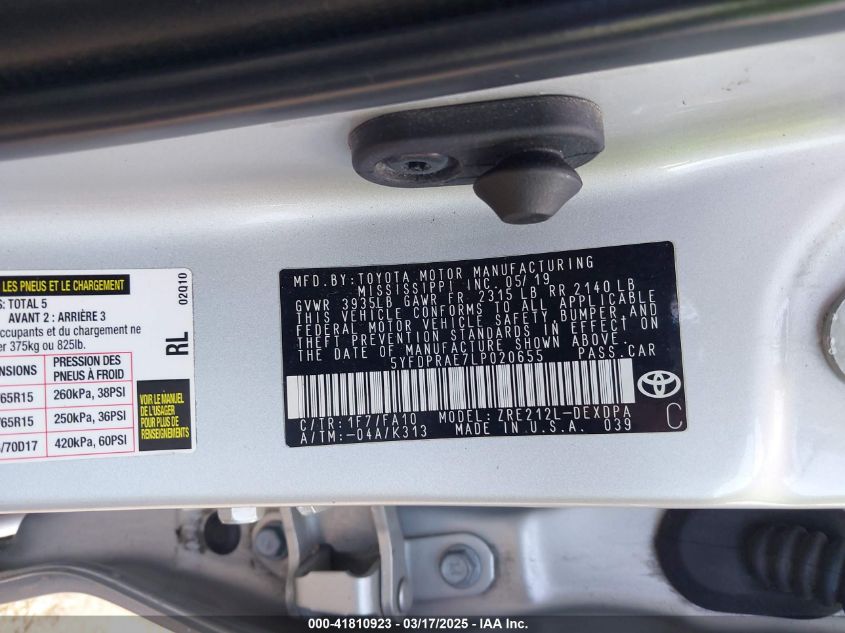 LES PNEUS ET LE CHARGEMENT
S: TOTAL 5
AVANT 2 : ARRIÈRE 3
ccupants et du chargement ne
er 375kg ou 825lb.
ENSIONS
PRESSION DES
PNEUS À FROID
/65R15
260kPa, 38PSI
/65R15
250kPa, 36PSI
/70D17
420kPa, 60PSI
02Q10
RL
VOIR LE MANUEL
DE L'USAGER
POUR PLUS DE
RENSEIGNEMENTS
MFD.BY:TOYOTA MOTOR MANUFACTURING
MISSISSIPPI INC. 05/19
GVWR 3935LB GAWR FR 2315 LB RR 2140 LB
THIS VEHICLE CONFORMS TO ALL APPLICABLE
FEDERAL MOTOR VEHICLE SAFETY, BUMPER AND
THEFT PREVENTION STANDARDS IN EFFECT ON
THE DATE OF MANUFACTURE SHOWN ABOVE.
5YFDPRAE7LP020655 PASS.CAR
C/TR:1F7/FA10 MODEL: ZRE212L-DEXDPA
A/TM:-04A/K313 MADE IN U.S.A. 039
TOYOTA
C
000-41810923 - 03/17/2025 - IAA Inc.